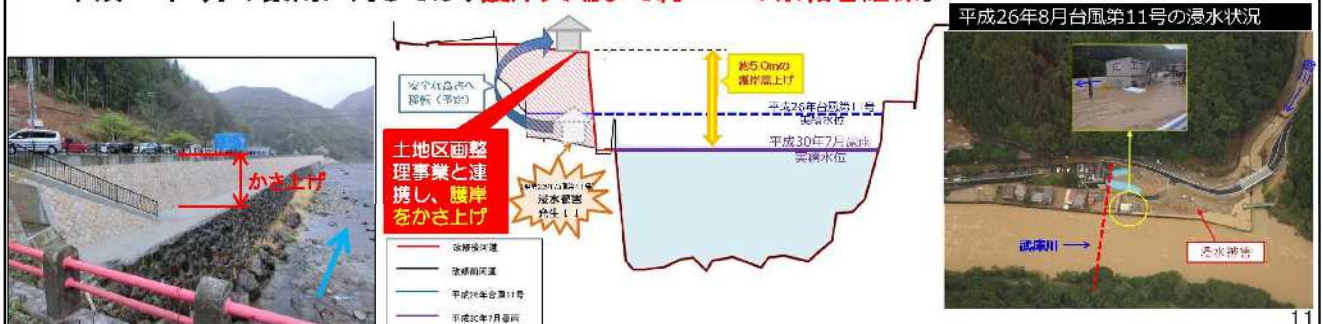 平成26年8月台風第11号の浸水状況
かさ上げ
安全な高さへ
移転（予定）
土地区画整
理事業と連
携し、護岸
をかさ上げ
浸水被害
発生！！
約5.0mの
護岸嵩上げ
平成26年台風第11号
実績水位
平成30年7月豪雨
実績水位
改修後河道
改修前河道
平成26年台風11号
平成30年7月豪雨
武庫川
浸水被害
11